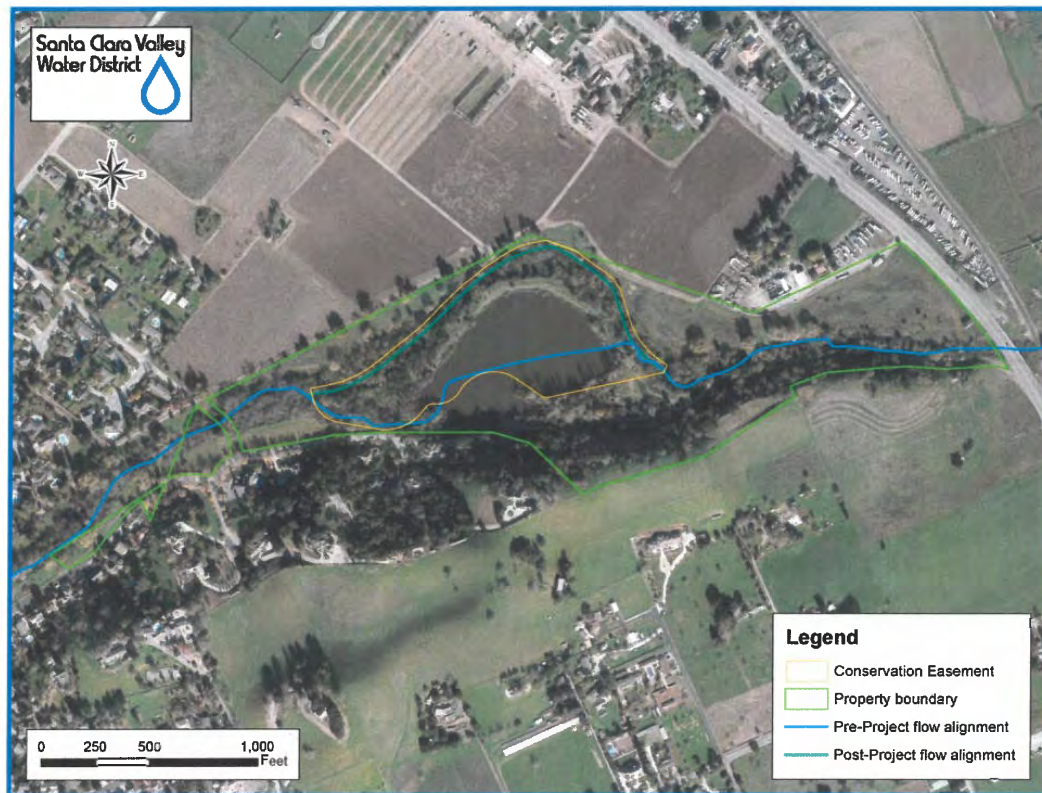 Santa Clara Valley
Water District
N
W E
S
Legend
Conservation Easement
Property boundary
Pre-Project flow alignment
Post-Project flow alignment
0 250 500 1,000
Feet